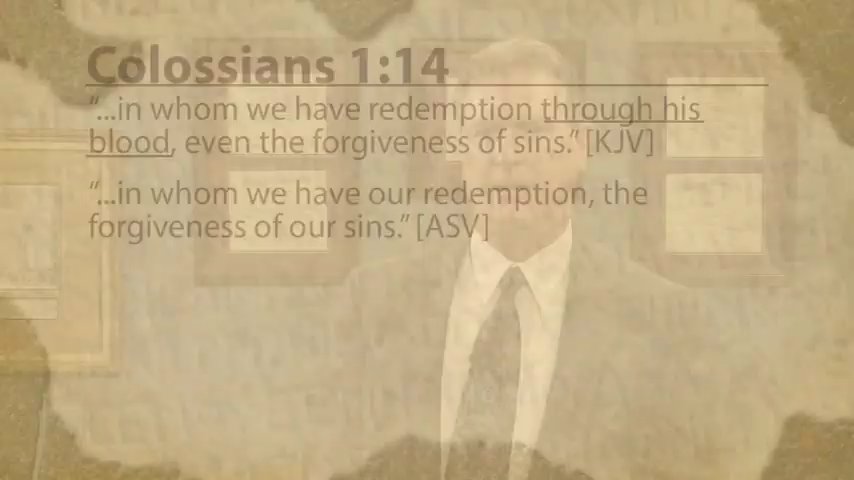 Colossians 1:14
“...in whom we have redemption through his
blood, even the forgiveness of sins.” [KJV]
“...in whom we have our redemption, the
forgiveness of our sins.” [ASV]